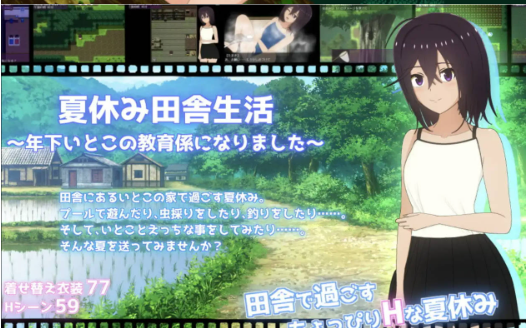 夏休み田舎生活
～年下いとこの教育係になりました～
田舎にあるいとこの家で過ごす夏休み。
プールで遊んだり、虫採りをしたり、釣りをしたり……。
そして、いとことえっちな事をしてみたり……。
そんな夏を送ってみませんか？
着せ替え衣装77
Hシーン59
田舎で過ごす
ちょっぴりHな夏休み